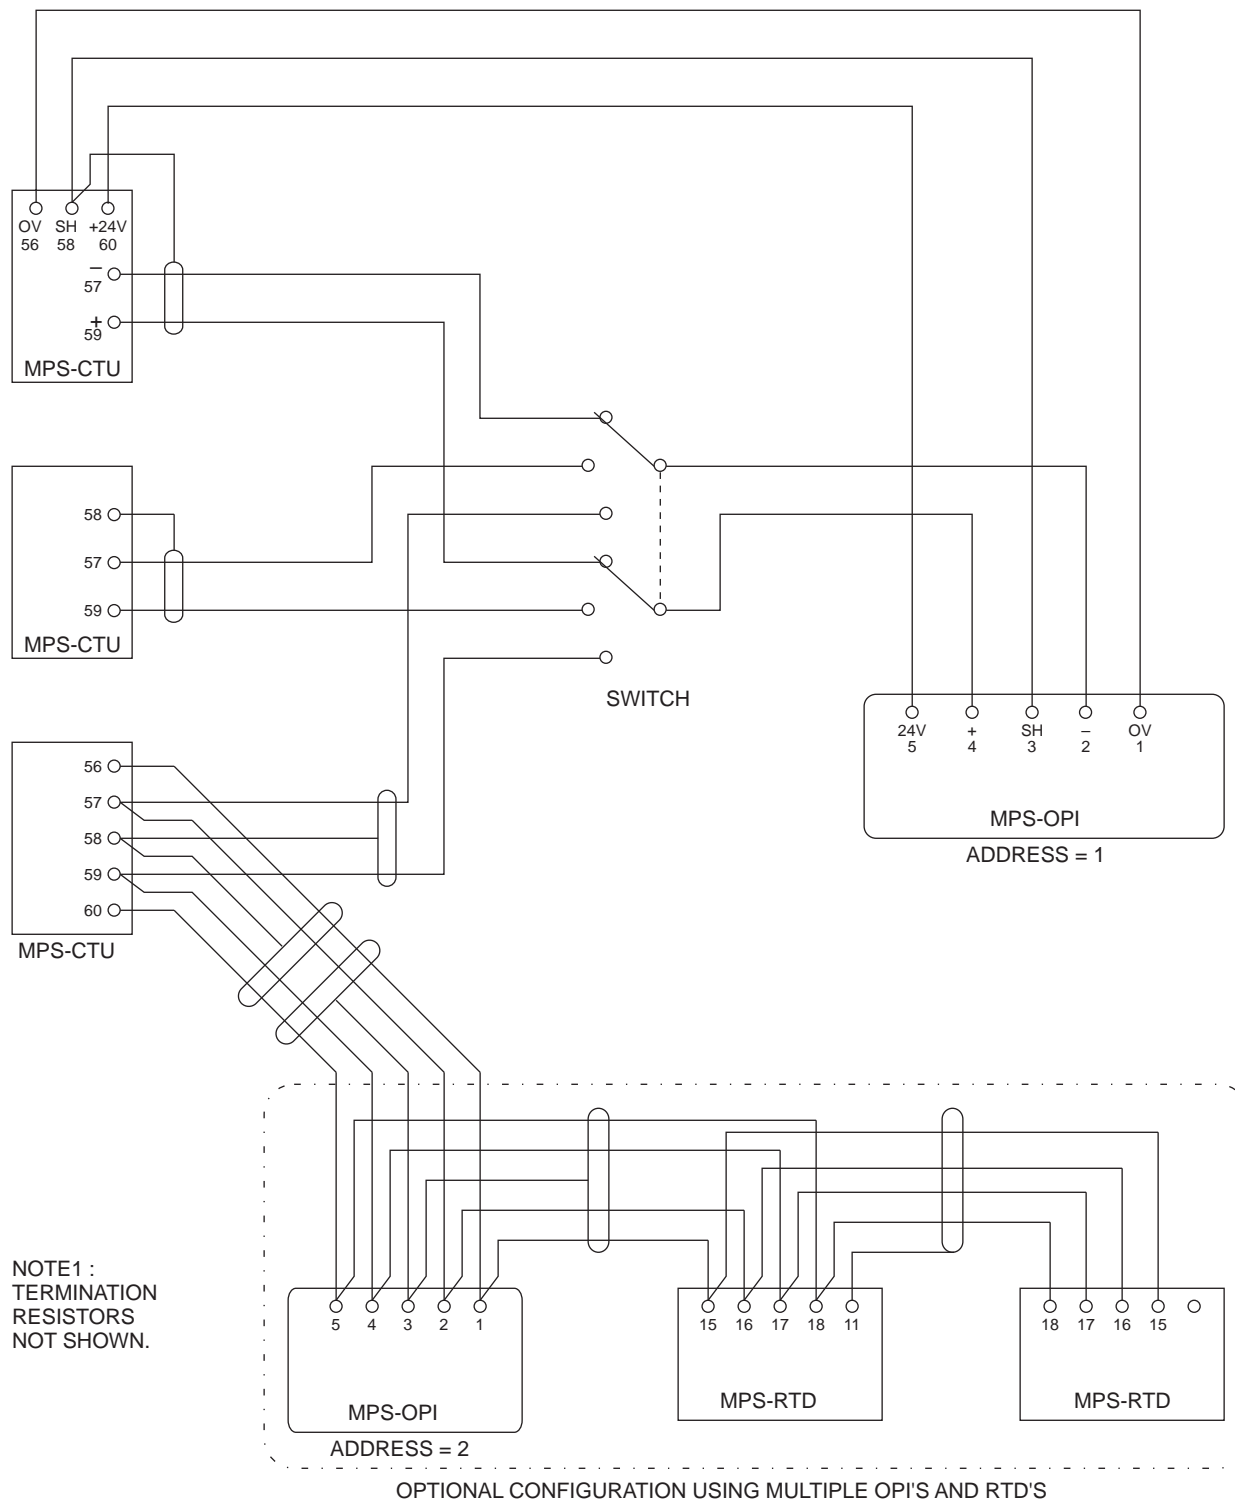 OV SH +24V
56 58 60
–
57
+
59
MPS-CTU
58
57
59
MPS-CTU
SWITCH
24V + SH – OV
5 4 3 2 1
MPS-OPI
ADDRESS = 1
56
57
58
59
60
MPS-CTU
NOTE1 :
TERMINATION
RESISTORS
NOT SHOWN.
5 4 3 2 1
MPS-OPI
ADDRESS = 2
15 16 17 18 11
MPS-RTD
18 17 16 15
MPS-RTD
OPTIONAL CONFIGURATION USING MULTIPLE OPI'S AND RTD'S